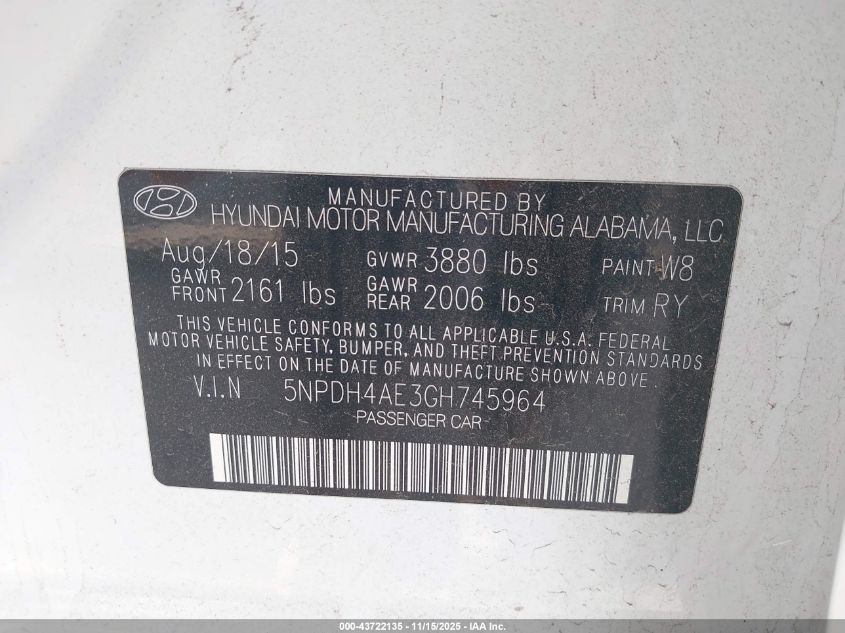 MANUFACTURED BY
HYUNDAI MOTOR MANUFACTURING ALABAMA, LLC
Aug/18/15 GVWR 3880 lbs PAINT W8
GAWR FRONT 2161 lbs GAWR REAR 2006 lbs TRIM RY
THIS VEHICLE CONFORMS TO ALL APPLICABLE U.S.A. FEDERAL
MOTOR VEHICLE SAFETY, BUMPER, AND THEFT PREVENTION STANDARDS
IN EFFECT ON THE DATE OF MANUFACTURE SHOWN ABOVE.
V.I.N 5NPDH4AE3GH745964
PASSENGER CAR
000-43722135 - 11/15/2025 - IAA Inc.